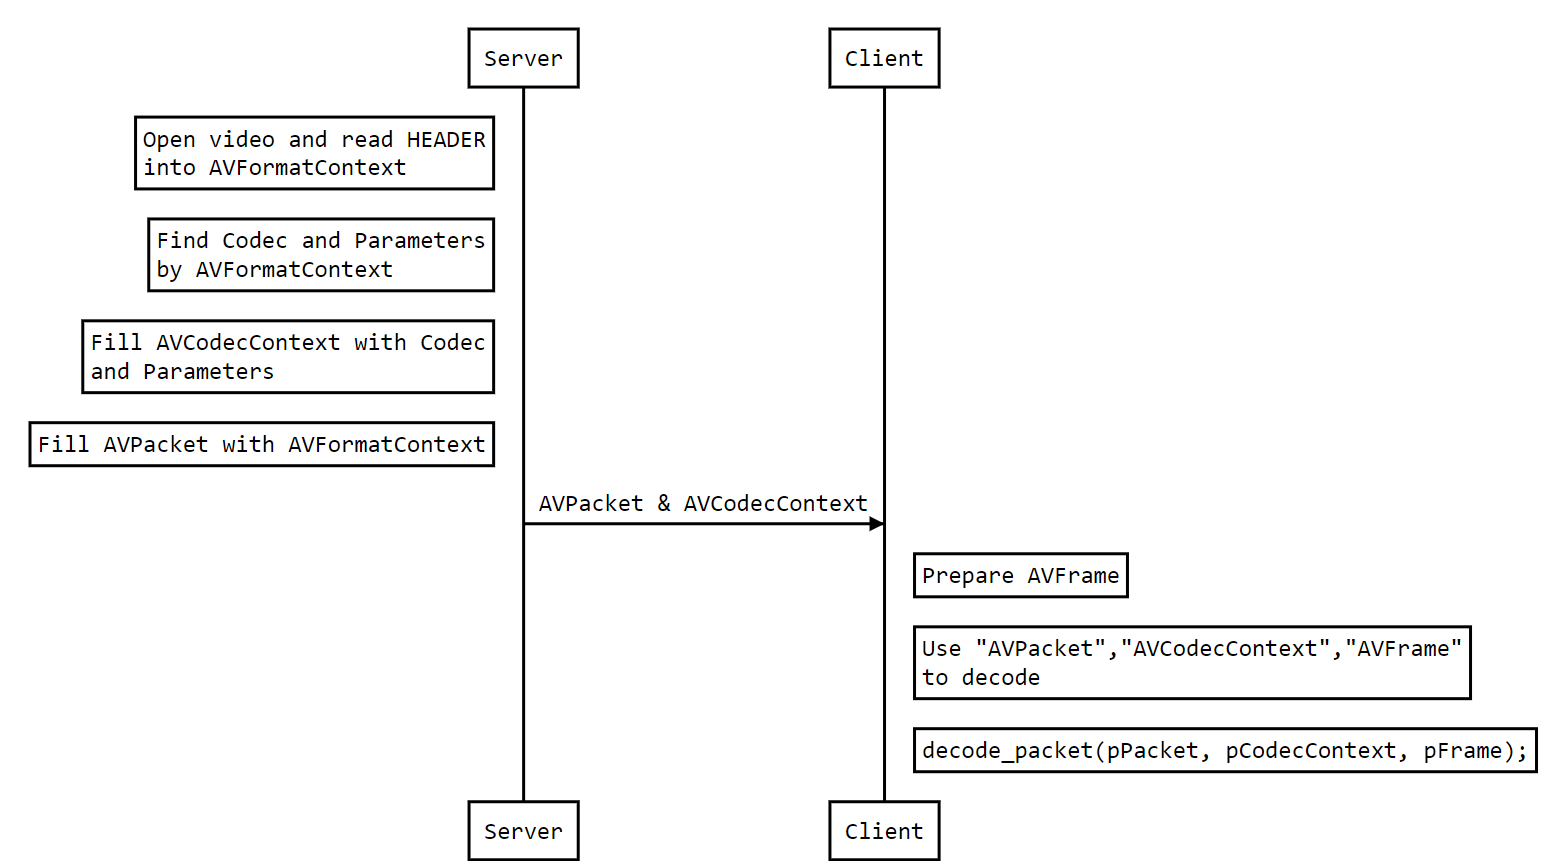 Server
Client
Open video and read HEADER
into AVFormatContext
Find Codec and Parameters
by AVFormatContext
Fill AVCodecContext with Codec
and Parameters
Fill AVPacket with AVFormatContext
AVPacket & AVCodecContext
Prepare AVFrame
Use "AVPacket","AVCodecContext","AVFrame"
to decode
decode_packet(pPacket, pCodecContext, pFrame);
Server
Client